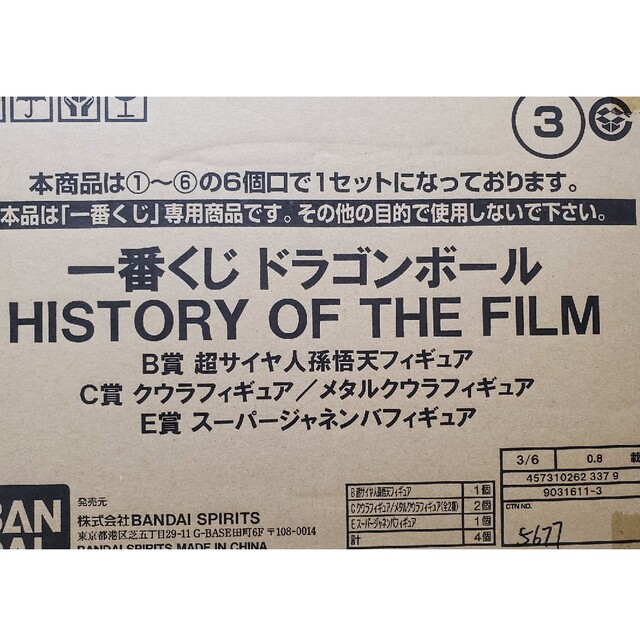 3
本商品は①〜⑥の6個口で1セットになっております。
本品は「一番くじ」専用商品です。その他の目的で使用しないで下さい。
一番くじ ドラゴンボール
HISTORY OF THE FILM
B賞 超サイヤ人孫悟天フィギュア
C賞 クウラフィギュア/メタルクウラフィギュア
E賞 スーパージャネンバフィギュア
3/6 0.8 載
457310262 337 9
9031611-3
CTN NO.
5677
B超サイヤ人孫悟天フィギュア 1個
Cクウラフィギュア/メタルクウラフィギュア(全2種) 2個
Eスーパージャネンバフィギュア 1個
計 4個
BAN
DAI
発売元
株式会社BANDAI SPIRITS
東京都港区芝五丁目29-11 G-BASE田町6F 〒108-0014
BANDAI SPIRITS MADE IN CHINA